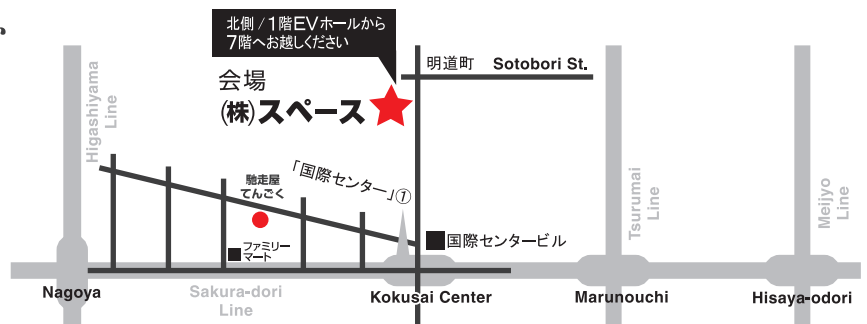 北側/1階EVホールから
7階へお越しください
会場
(株)スペース
明道町 Sotobori St.
Higashiyama
Line
「国際センター」①
馳走屋
てんごく
ファミリー
マート
国際センタービル
Tsurumai
Line
Meijyo
Line
Nagoya
Sakura-dori
Line
Kokusai Center
Marunouchi
Hisaya-odori